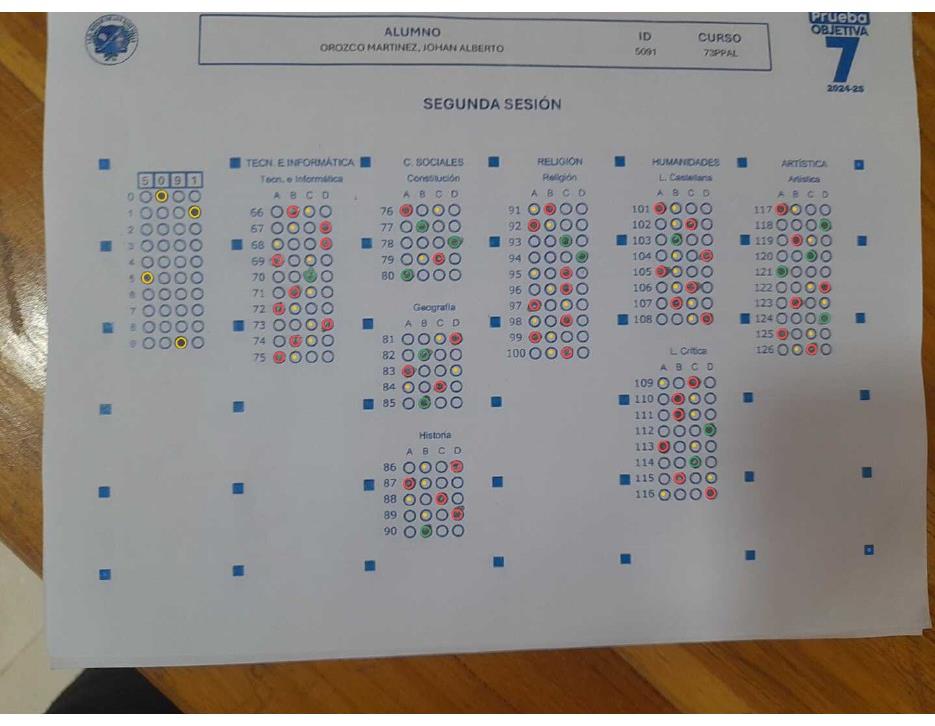 ALUMNO
OROZCO MARTINEZ, JOHAN ALBERTO
ID
5091
CURSO
73PPAL
Prueba
OBJETIVA
7
2024-25
SEGUNDA SESIÓN
5 0 9 1
0
1
2
3
4
5
6
7
8
9
TECN. E INFORMÁTICA
Tecn. e Informática
A B C D
66
67
68
69
70
71
72
73
74
75
C. SOCIALES
Constitución
A B C D
76
77
78
79
80
Geografía
A B C D
81
82
83
84
85
Historia
A B C D
86
87
88
89
90
RELIGIÓN
Religión
A B C D
91
92
93
94
95
96
97
98
99
100
HUMANIDADES
L. Castellana
A B C D
101
102
103
104
105
106
107
108
L. Crítica
A B C D
109
110
111
112
113
114
115
116
ARTÍSTICA
Artística
A B C D
117
118
119
120
121
122
123
124
125
126